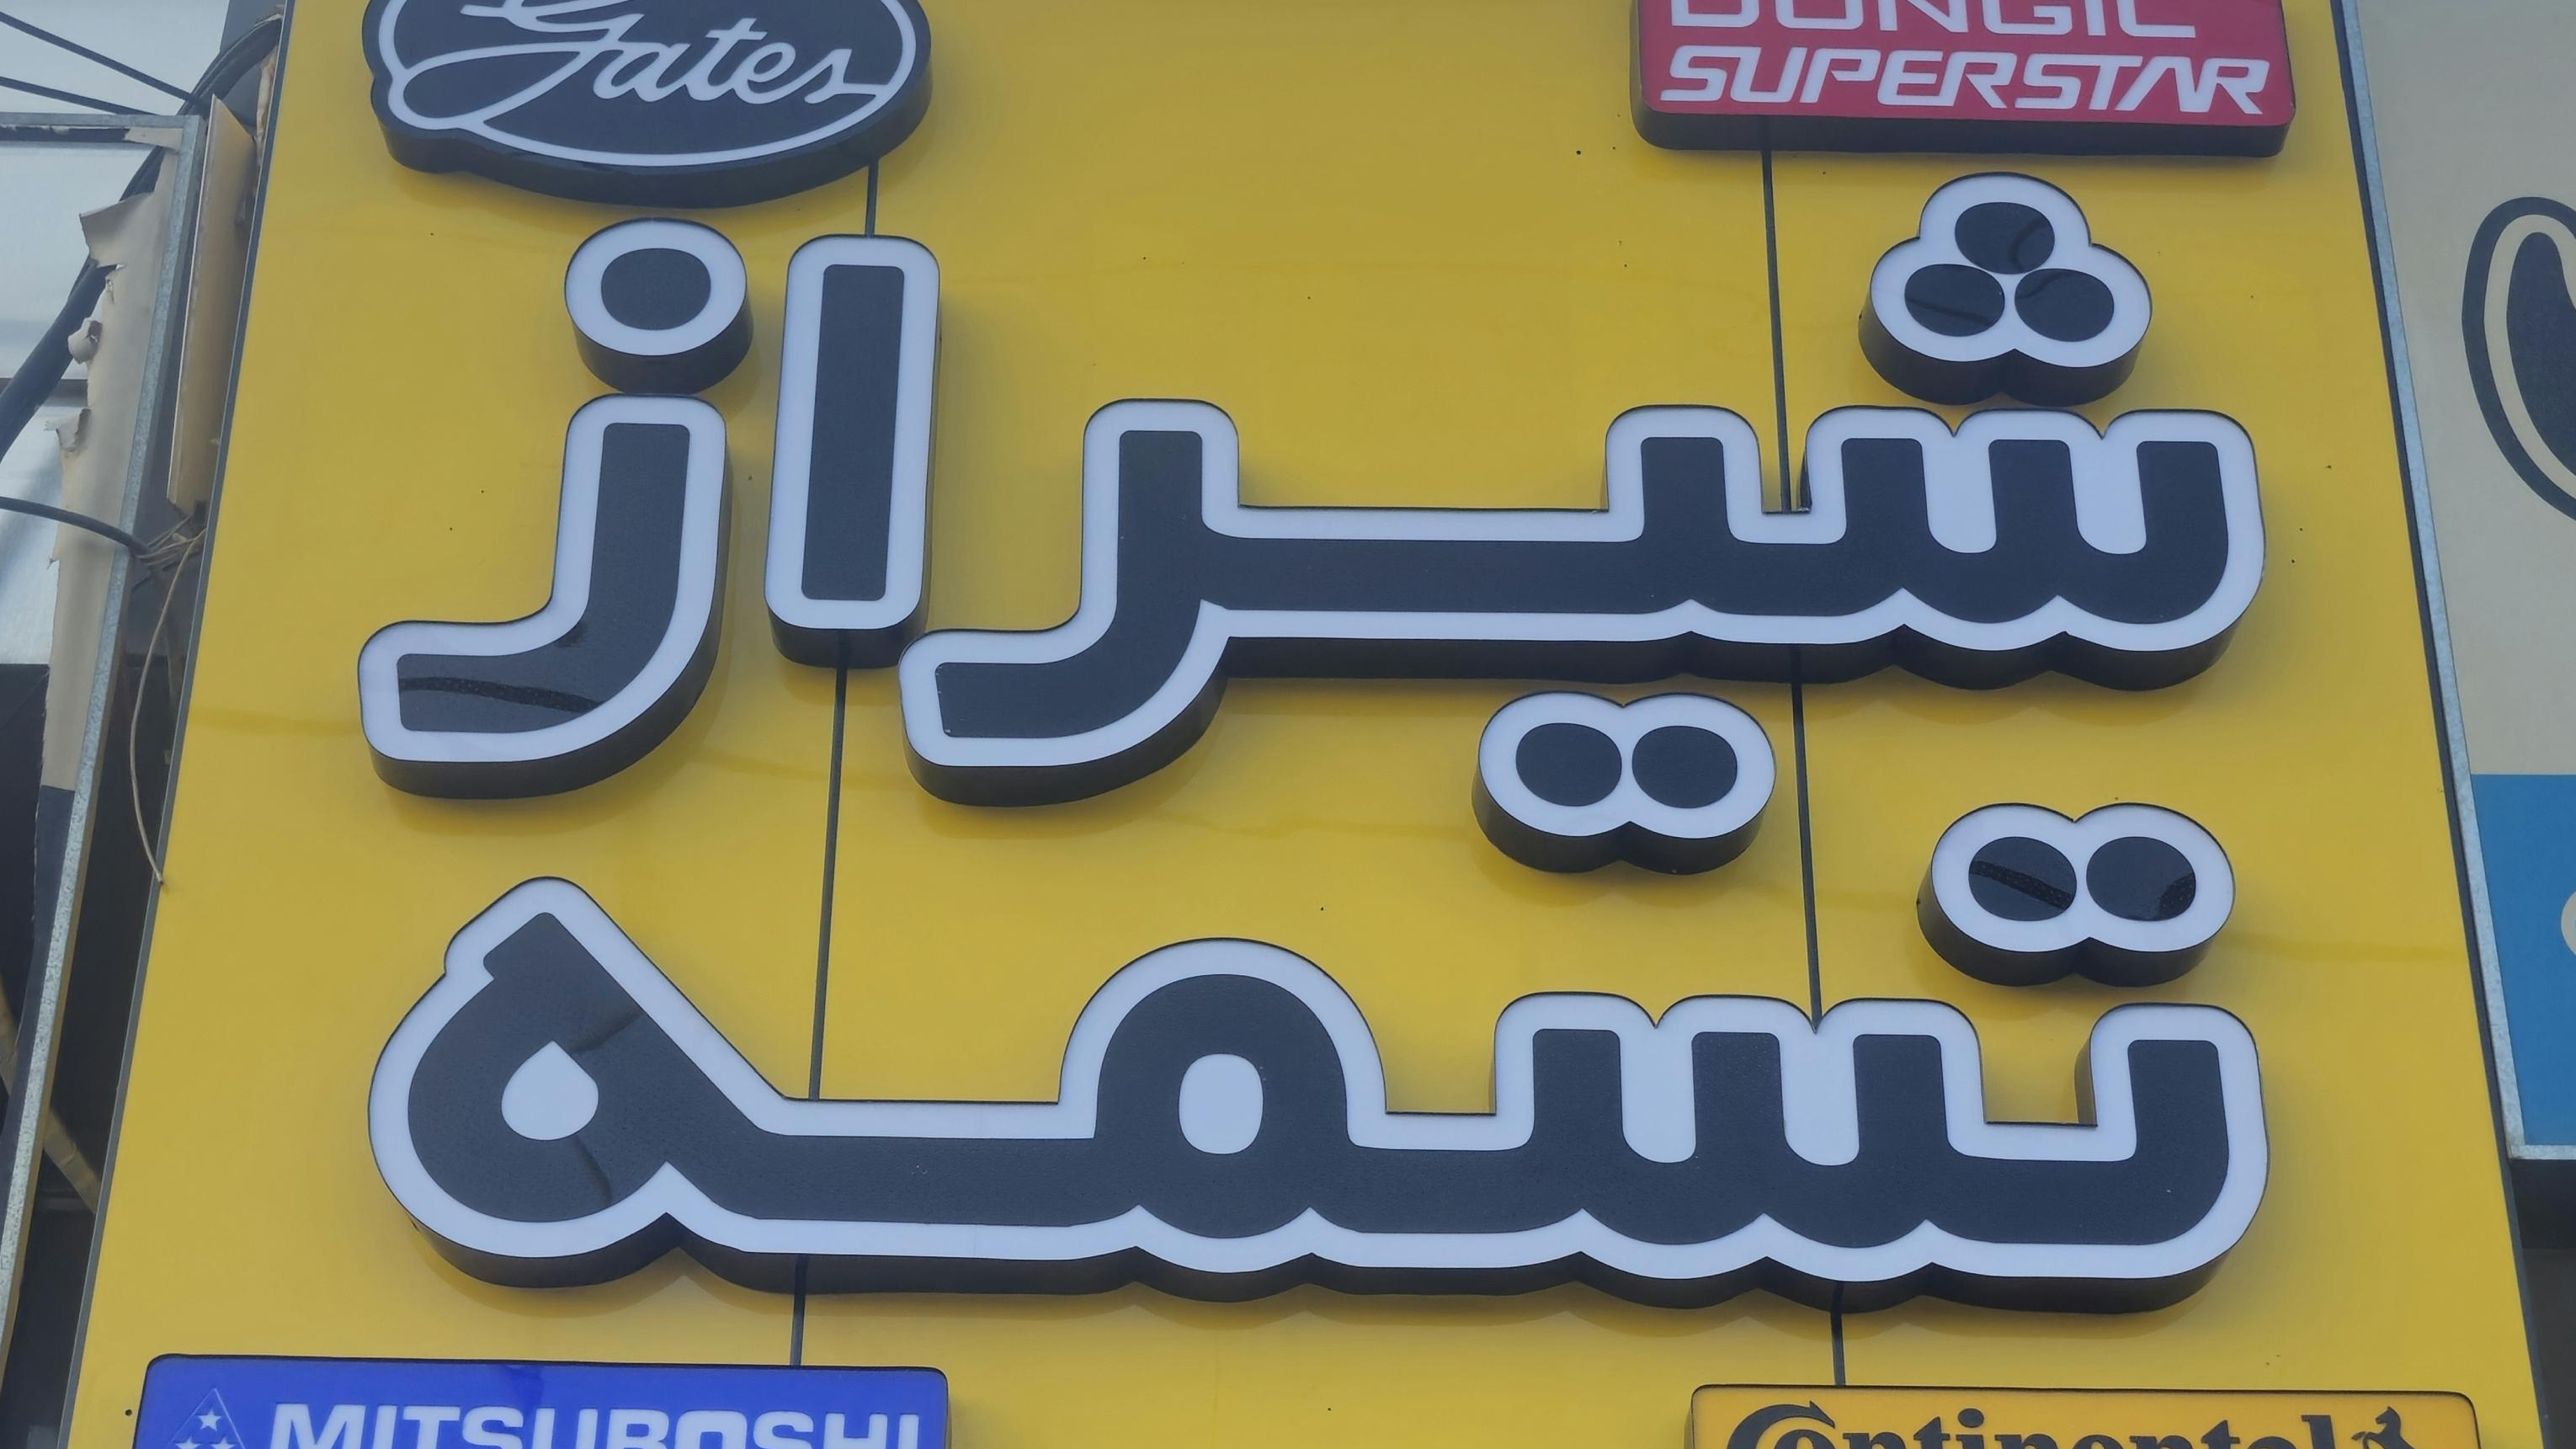 Gates
DONGIL
SUPERSTAR
شیراز
تسمه
MITSUBOSHI
Continental